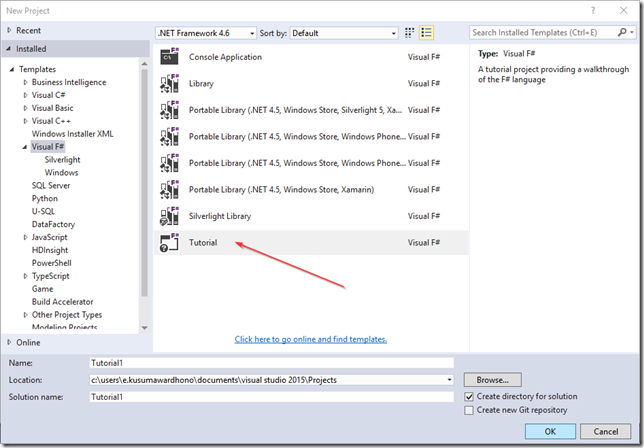 New Project
? ×
Recent
Installed
Templates
Business Intelligence
Visual C#
Visual Basic
Visual C++
Windows Installer XML
Visual F#
Silverlight
Windows
SQL Server
Python
U-SQL
DataFactory
JavaScript
HDInsight
PowerShell
TypeScript
Game
Build Accelerator
Other Project Types
Modeling Projects
Online
.NET Framework 4.6 Sort by: Default
Console Application Visual F#
Library Visual F#
Portable Library (.NET 4.5, Windows Store, Silverlight 5, Xa... Visual F#
Portable Library (.NET 4.5, Windows Store, Windows Phone... Visual F#
Portable Library (.NET 4.5, Windows Store, Windows Phone... Visual F#
Portable Library (.NET 4.5, Windows Store, Xamarin) Visual F#
Silverlight Library Visual F#
Tutorial Visual F#
Click here to go online and find templates.
Search Installed Templates (Ctrl+E)
Type: Visual F#
A tutorial project providing a walkthrough
of the F# language
Name: Tutorial1
Location: c:\users\e.kusumawardhono\documents\visual studio 2015\Projects
Solution name: Tutorial1
Browse...
Create directory for solution
Create new Git repository
OK Cancel